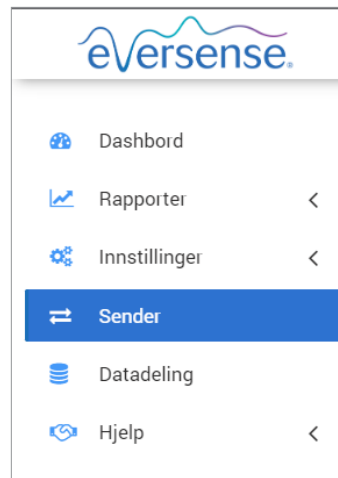 eversense®
Dashbord
Rapporter
Innstillinger
Sender
Datadeling
Hjelp